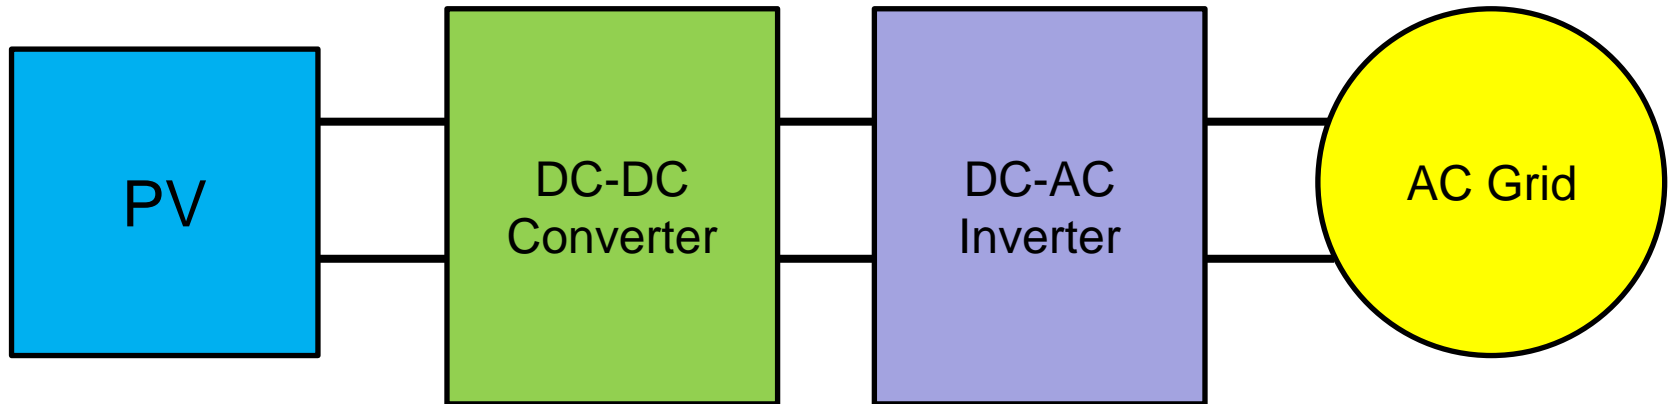 PV
DC-DC
Converter
DC-AC
Inverter
AC Grid